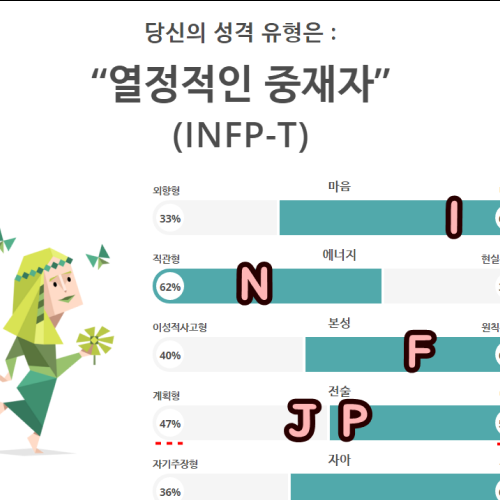 당신의 성격 유형은 :
“열정적인 중재자”
(INFP-T)
마음
외향형
33%
I
에너지
직관형
현실
62%
N
본성
이성적사고형
원칙
40%
F
전술
계획형
47%
J P
자아
자기주장형
36%